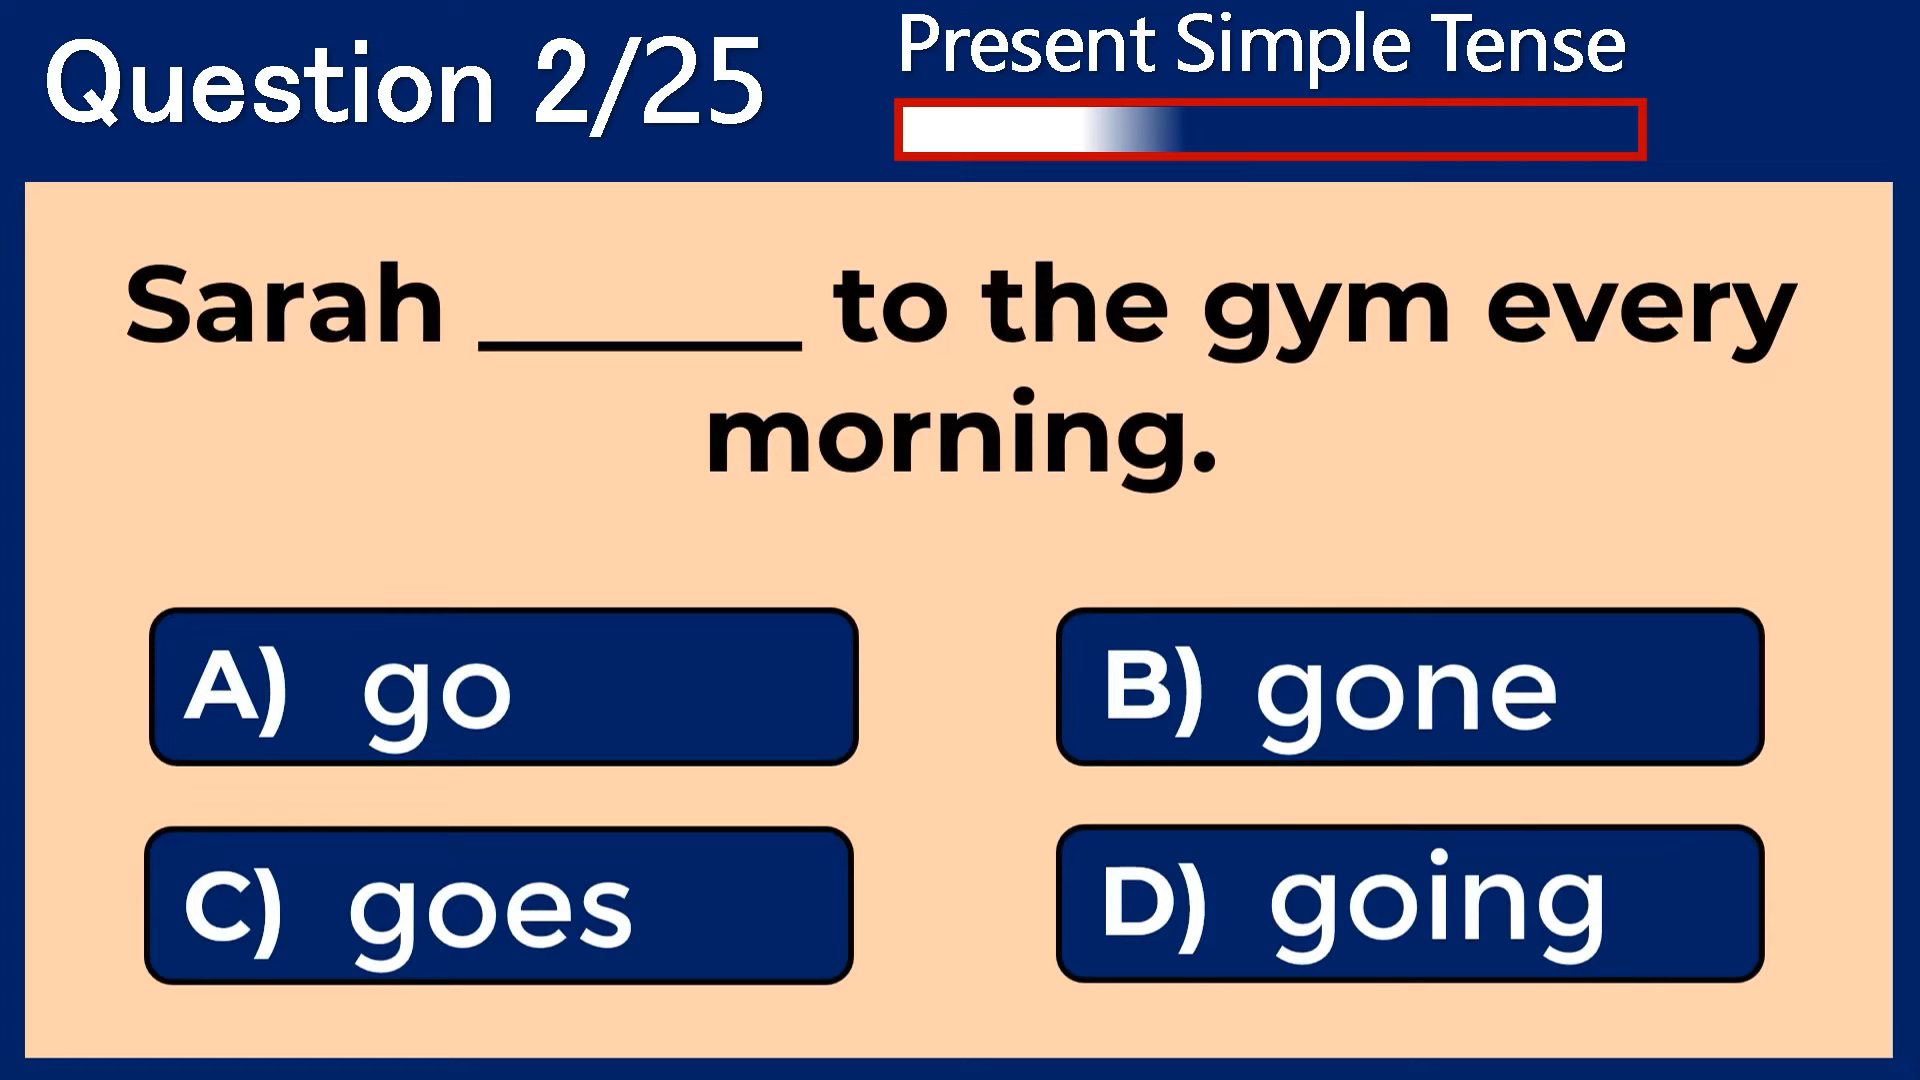 Question 2/25
Present Simple Tense
Sarah ______ to the gym every
morning.
A) go
B) gone
C) goes
D) going